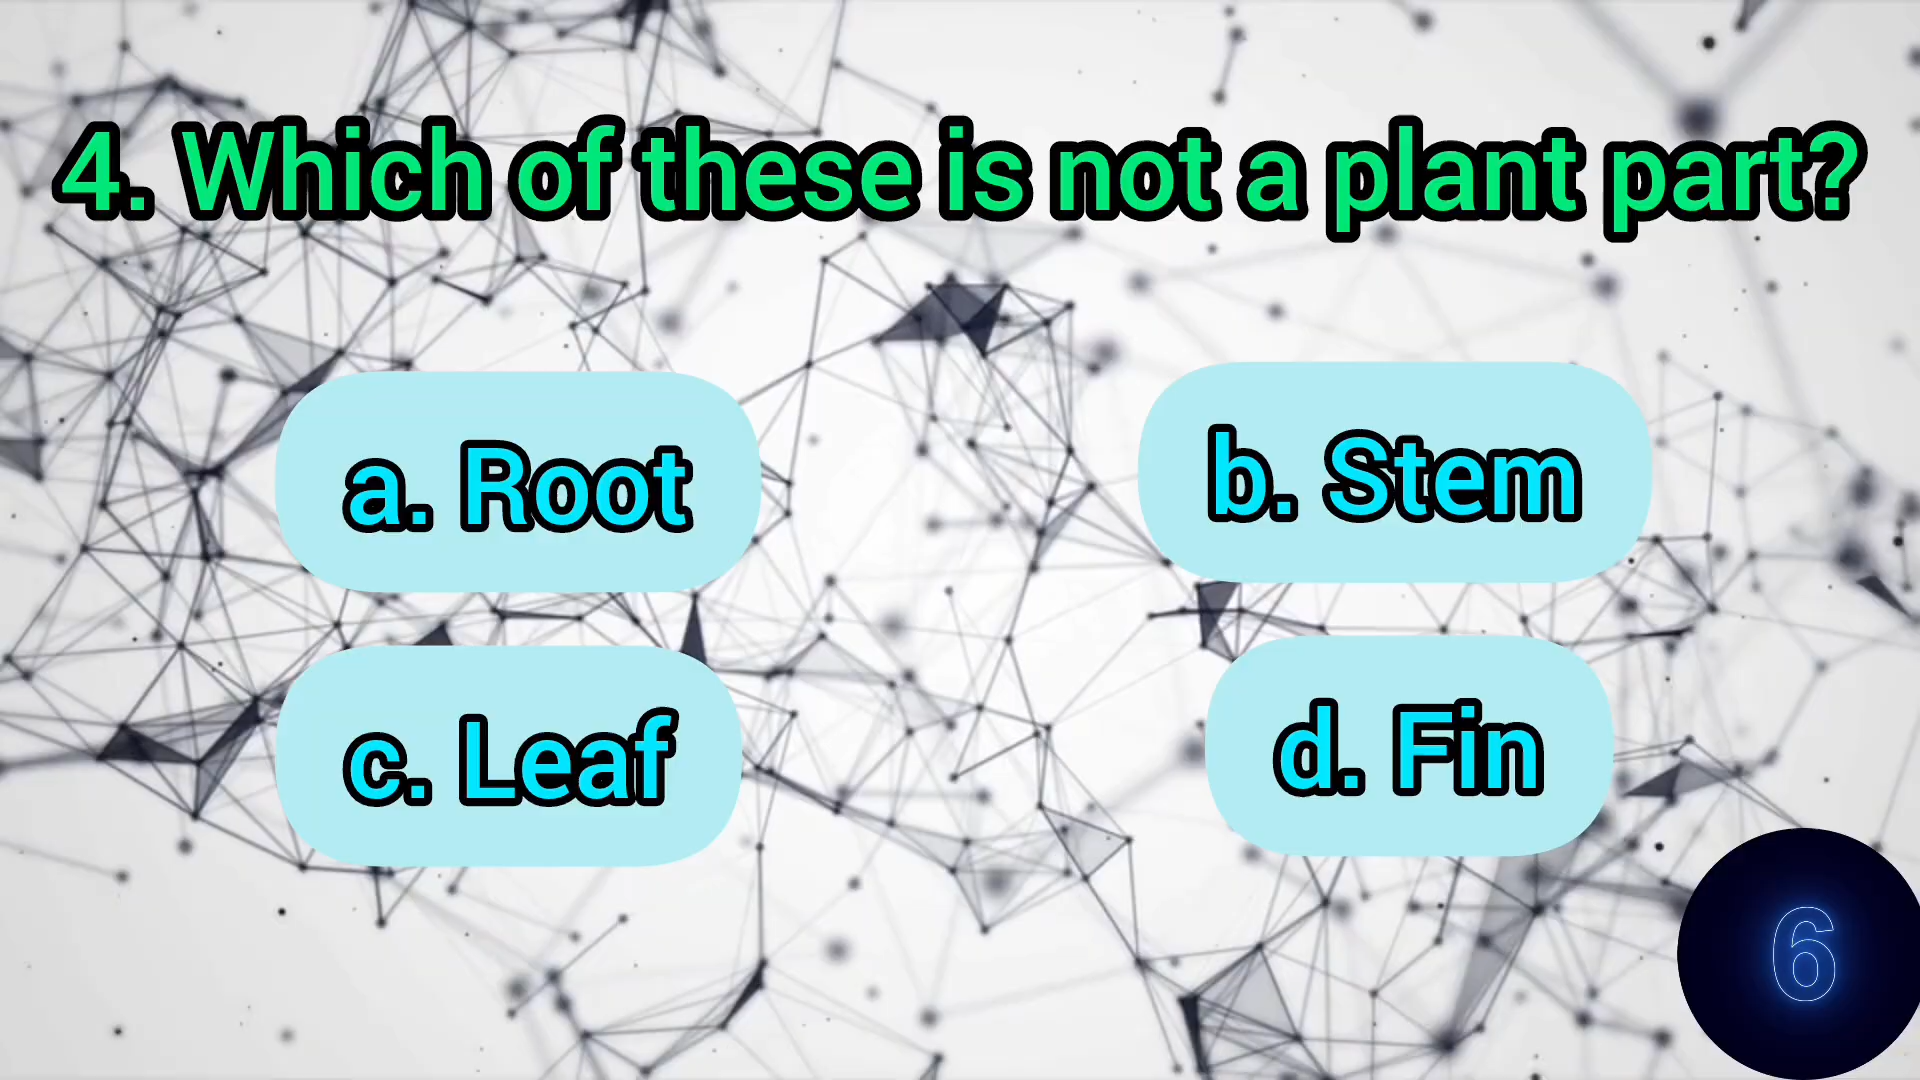 4. Which of these is not a plant part?
a. Root
b. Stem
c. Leaf
d. Fin
6